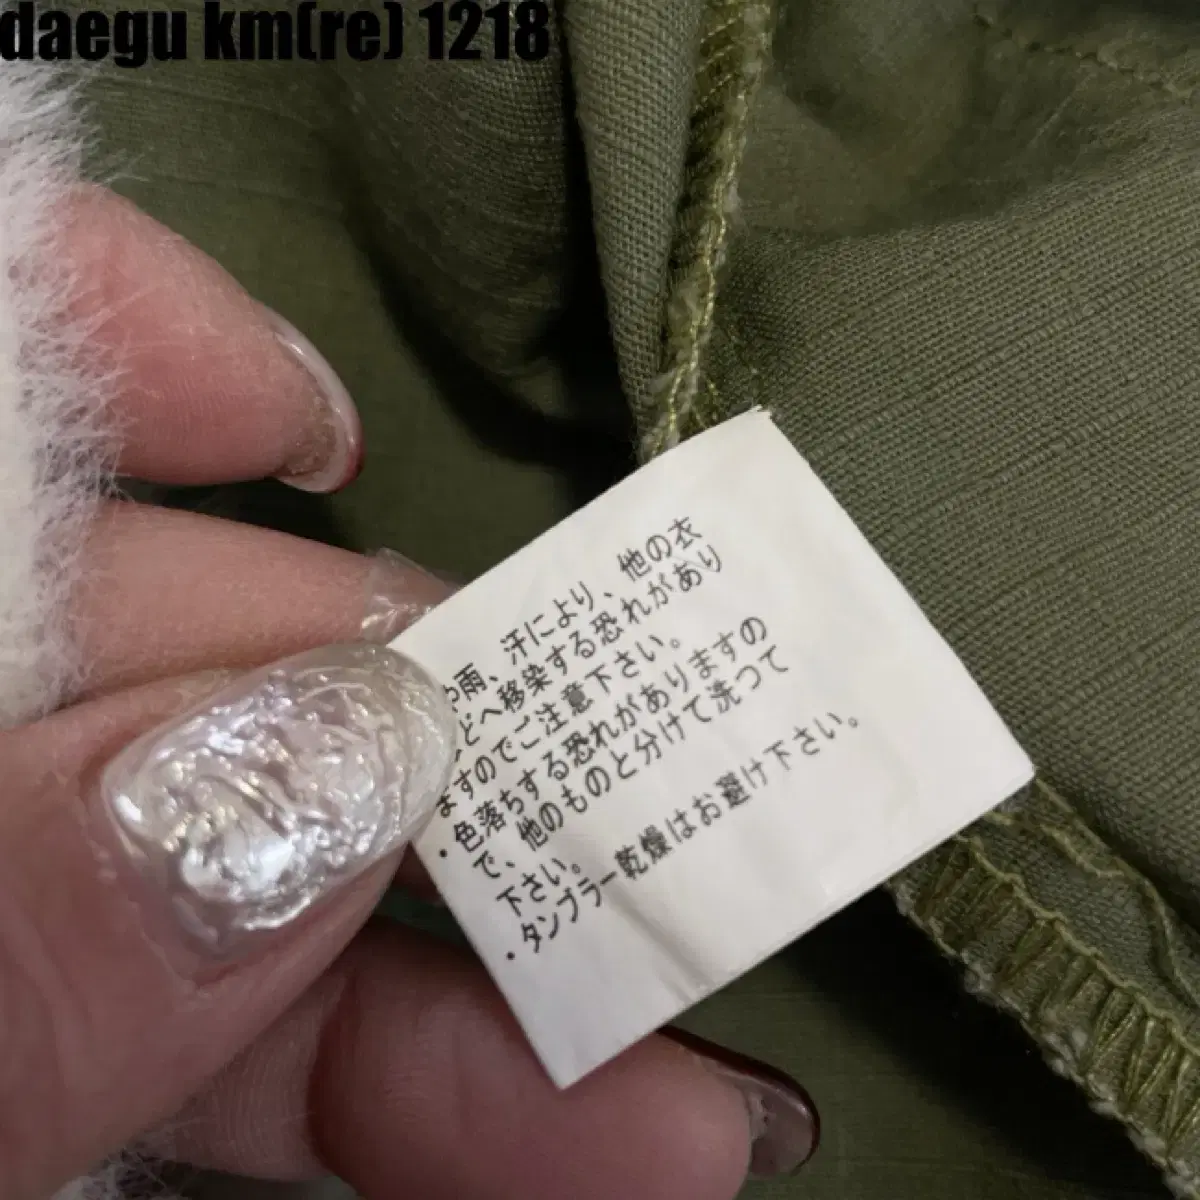 daegu km(re) 1218
や雨、汗により、他の衣
どへ移染する恐れがあり
ますのでご注意下さい。
・色落ちする恐れがありますの
で、他のものと分けて洗って
下さい。
・タンブラー乾燥はお避け下さい。